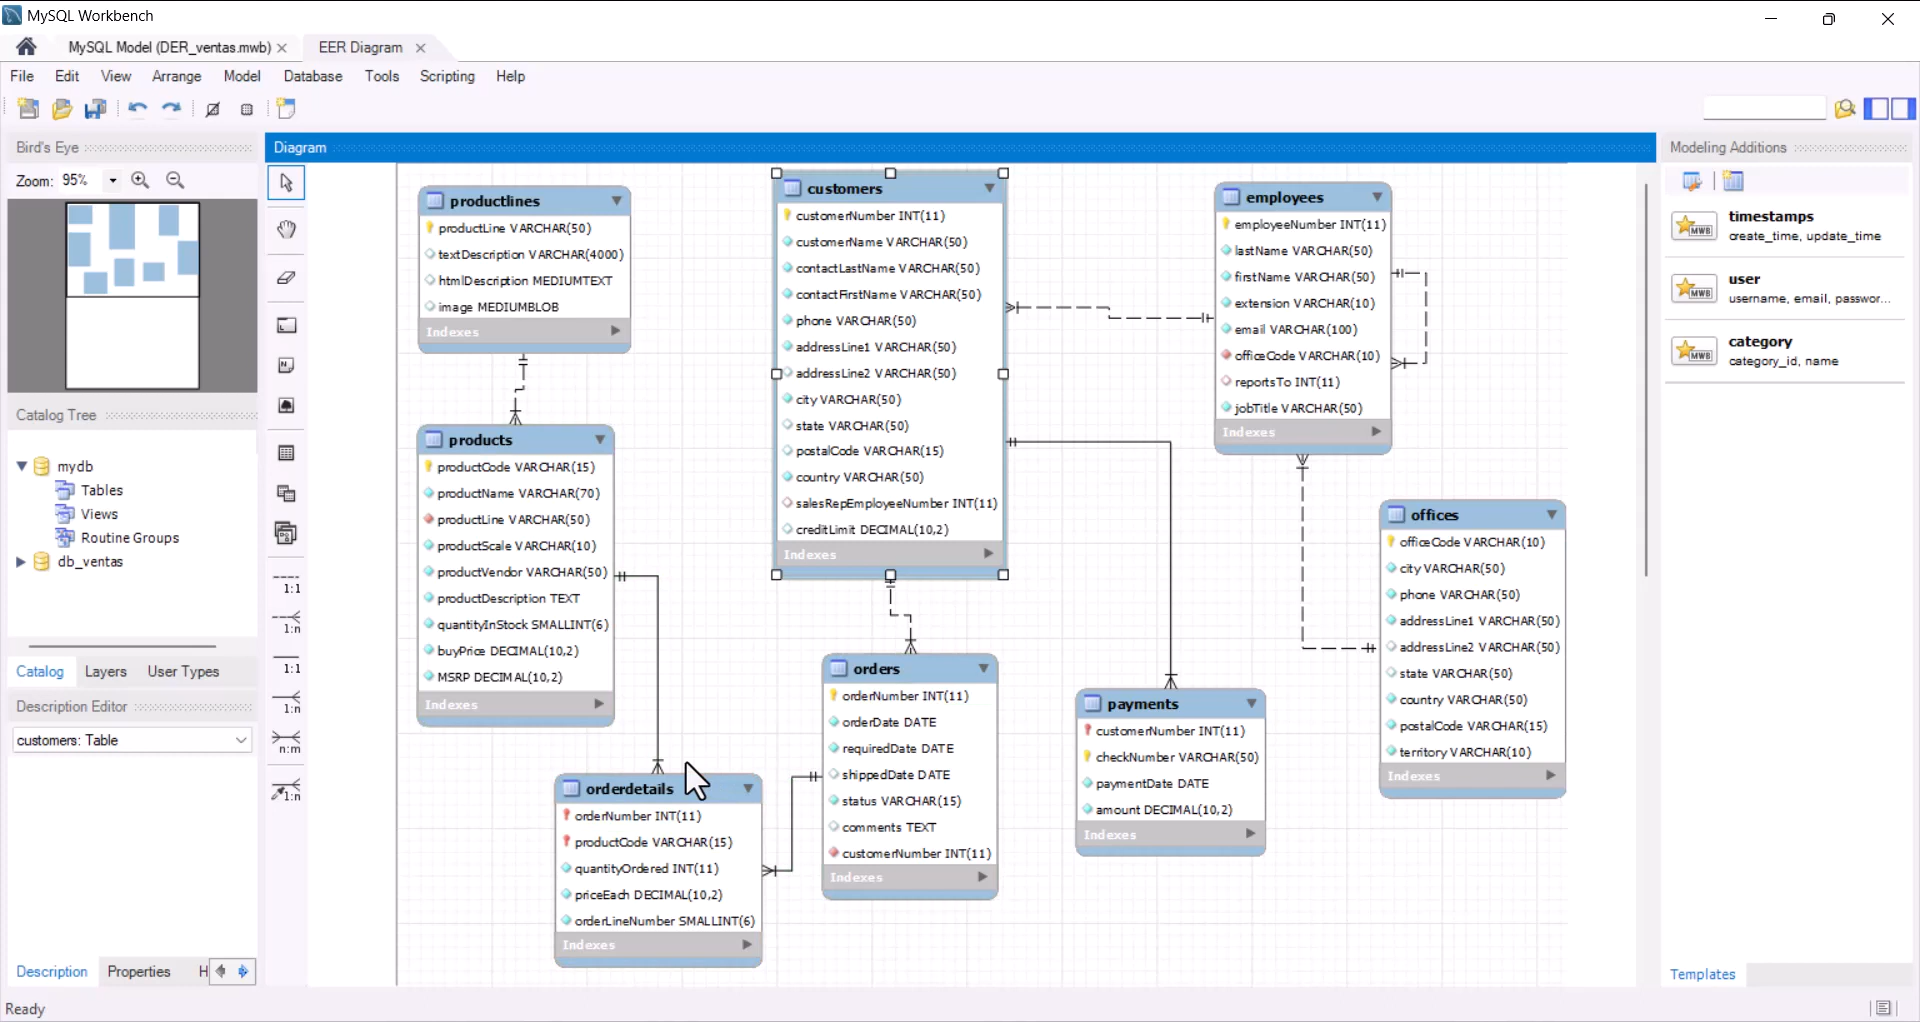 MySQL Workbench
MySQL Model (DER_ventas.mwb)
EER Diagram
File Edit View Arrange Model Database Tools Scripting Help
Bird's Eye
Zoom: 95%
Catalog Tree
mydb
Tables
Views
Routine Groups
db_ventas
Catalog Layers User Types
Description Editor
customers: Table
Description Properties H
Ready
Diagram
1:1
1:n
1:1
1:n
n:m
1:n
productlines
productLine VARCHAR(50)
textDescription VARCHAR(4000)
htmlDescription MEDIUMTEXT
image MEDIUMBLOB
Indexes
products
productCode VARCHAR(15)
productName VARCHAR(70)
productLine VARCHAR(50)
productScale VARCHAR(10)
productVendor VARCHAR(50)
productDescription TEXT
quantityInStock SMALLINT(6)
buyPrice DECIMAL(10,2)
MSRP DECIMAL(10,2)
Indexes
orderdetails
orderNumber INT(11)
productCode VARCHAR(15)
quantityOrdered INT(11)
priceEach DECIMAL(10,2)
orderLineNumber SMALLINT(6)
Indexes
customers
customerNumber INT(11)
customerName VARCHAR(50)
contactLastName VARCHAR(50)
contactFirstName VARCHAR(50)
phone VARCHAR(50)
addressLine1 VARCHAR(50)
addressLine2 VARCHAR(50)
city VARCHAR(50)
state VARCHAR(50)
postalCode VARCHAR(15)
country VARCHAR(50)
salesRepEmployeeNumber INT(11)
creditLimit DECIMAL(10,2)
Indexes
orders
orderNumber INT(11)
orderDate DATE
requiredDate DATE
shippedDate DATE
status VARCHAR(15)
comments TEXT
customerNumber INT(11)
Indexes
payments
customerNumber INT(11)
checkNumber VARCHAR(50)
paymentDate DATE
amount DECIMAL(10,2)
Indexes
employees
employeeNumber INT(11)
lastName VARCHAR(50)
firstName VARCHAR(50)
extension VARCHAR(10)
email VARCHAR(100)
officeCode VARCHAR(10)
reportsTo INT(11)
jobTitle VARCHAR(50)
Indexes
offices
officeCode VARCHAR(10)
city VARCHAR(50)
phone VARCHAR(50)
addressLine1 VARCHAR(50)
addressLine2 VARCHAR(50)
state VARCHAR(50)
country VARCHAR(50)
postalCode VARCHAR(15)
territory VARCHAR(10)
Indexes
Modeling Additions
MWB
timestamps
create_time, update_time
MWB
user
username, email, passwor...
MWB
category
category_id, name
Templates